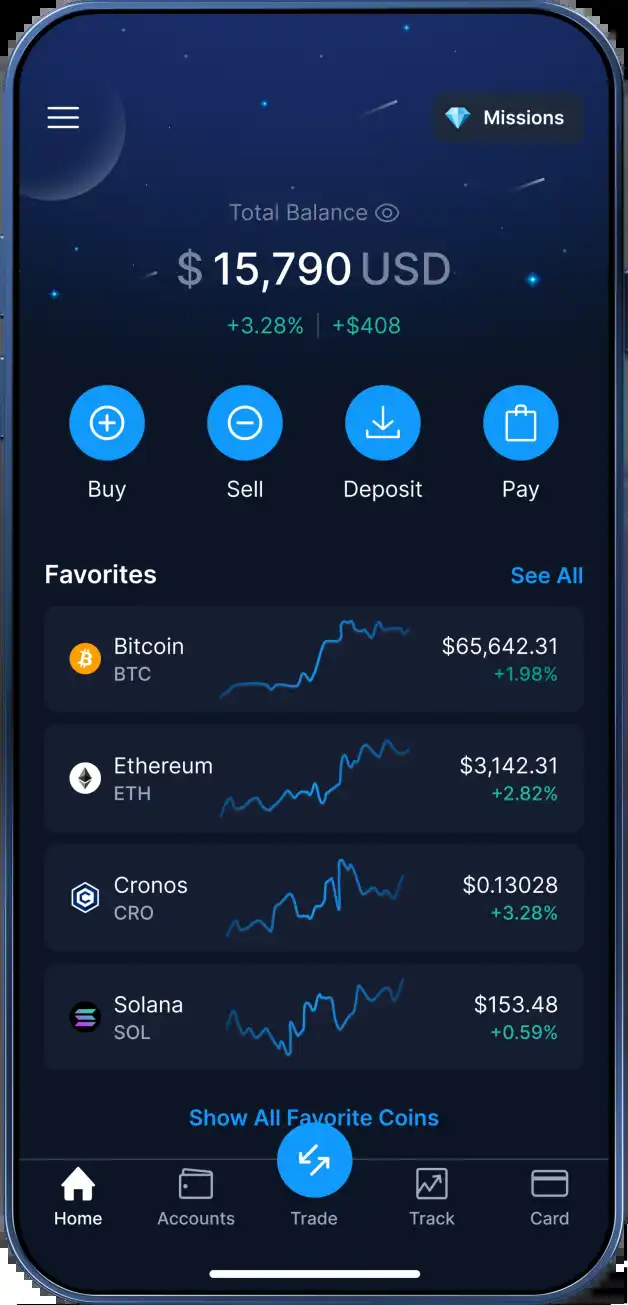 Missions
Total Balance
$ 15,790 USD
+3.28% | +$408
Buy
Sell
Deposit
Pay
Favorites
See All
Bitcoin
BTC
$65,642.31
+1.98%
Ethereum
ETH
$3,142.31
+2.82%
Cronos
CRO
$0.13028
+3.28%
Solana
SOL
$153.48
+0.59%
Show All Favorite Coins
Home
Accounts
Trade
Track
Card